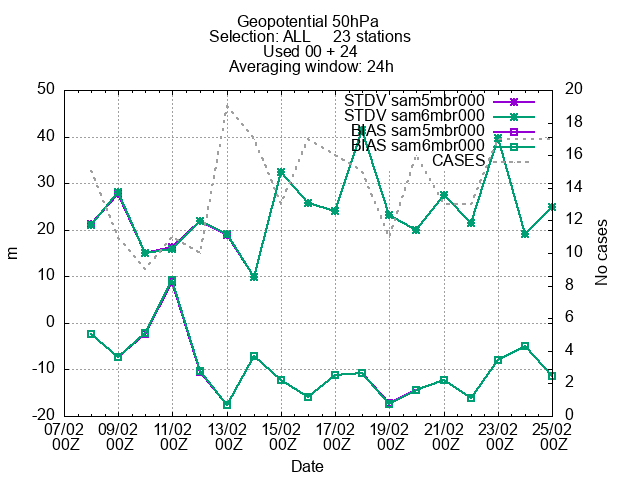 Geopotential 50hPa
Selection: ALL 23 stations
Used 00 + 24
Averaging window: 24h
STDV sam5mbr000
STDV sam6mbr000
BIAS sam5mbr000
BIAS sam6mbr000
CASES
50
40
30
20
10
0
-10
-20
m
20
18
16
14
12
10
8
6
4
2
0
No cases
07/02 09/02 11/02 13/02 15/02 17/02 19/02 21/02 23/02 25/02
00Z 00Z 00Z 00Z 00Z 00Z 00Z 00Z 00Z 00Z
Date